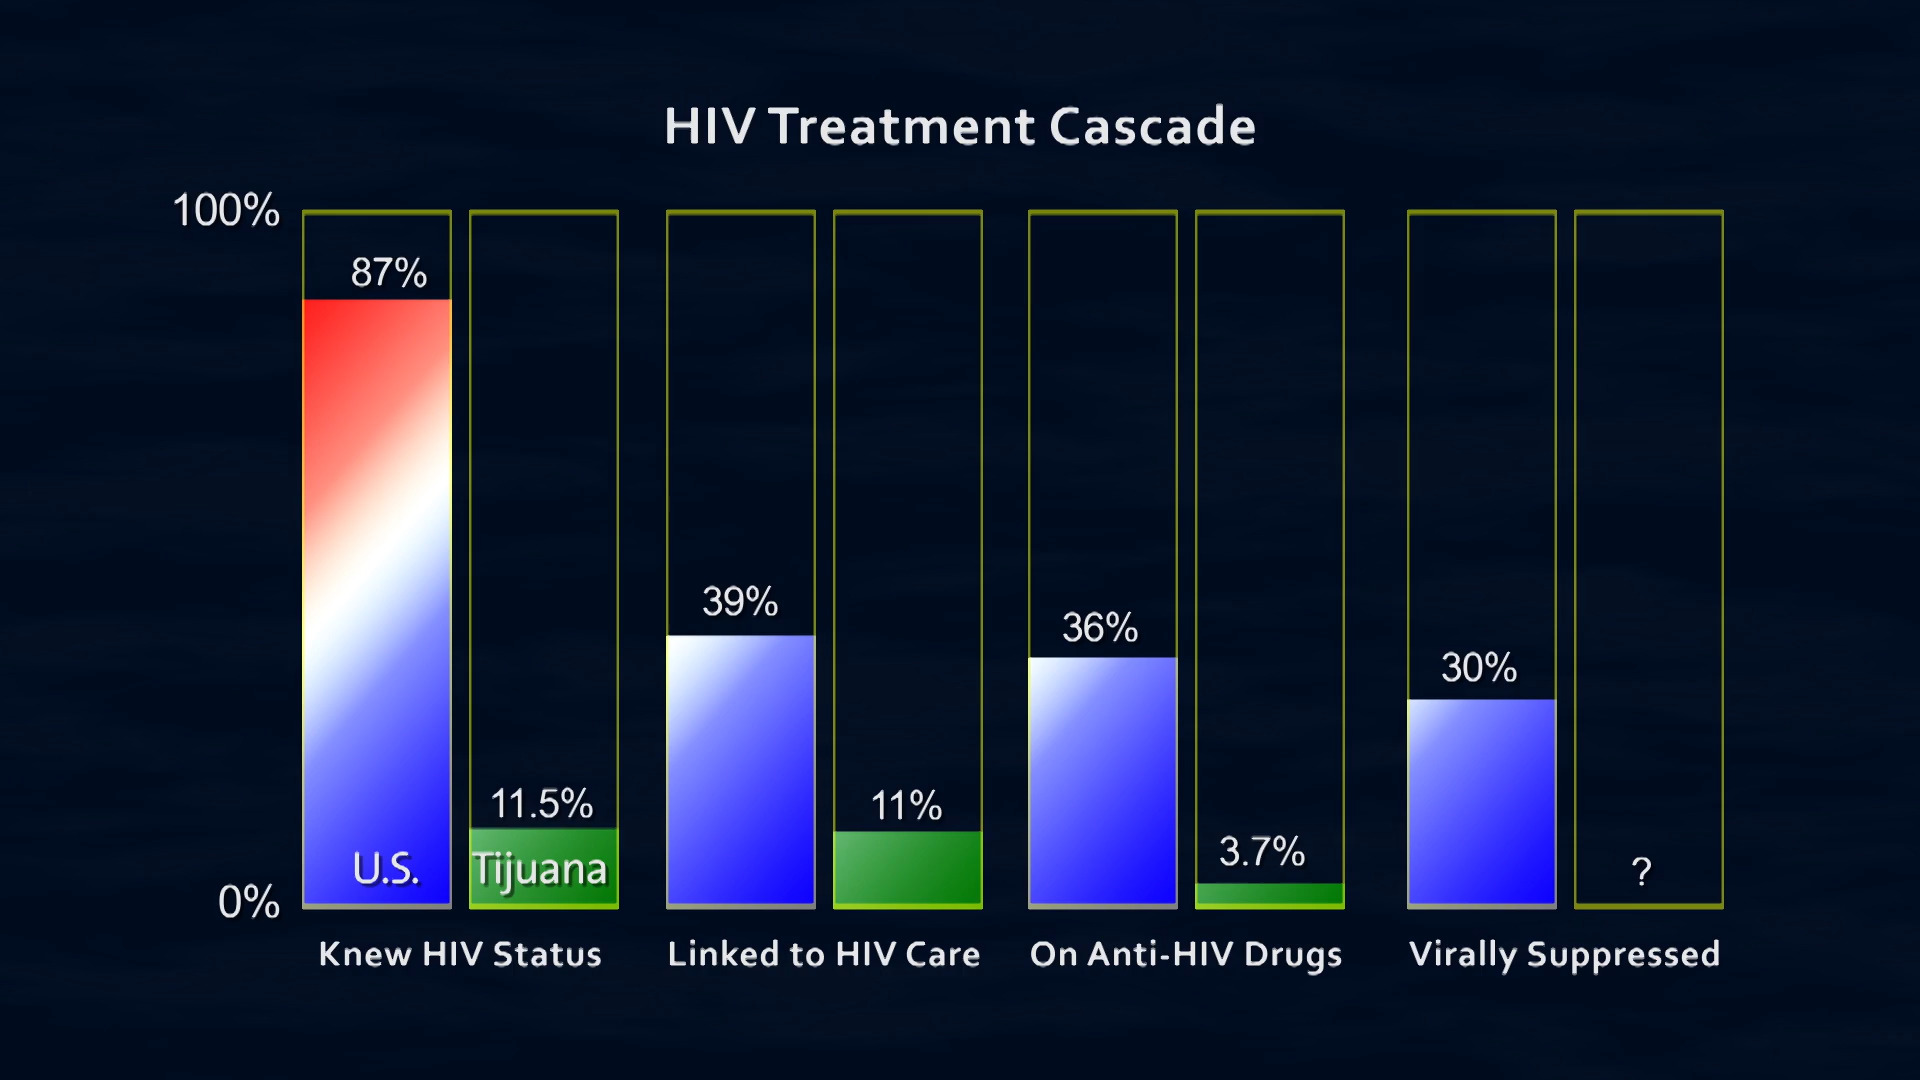 HIV Treatment Cascade
100%
87%
39%
36%
30%
11.5%
11%
3.7%
?
U.S.
Tijuana
0%
Knew HIV Status
Linked to HIV Care
On Anti-HIV Drugs
Virally Suppressed